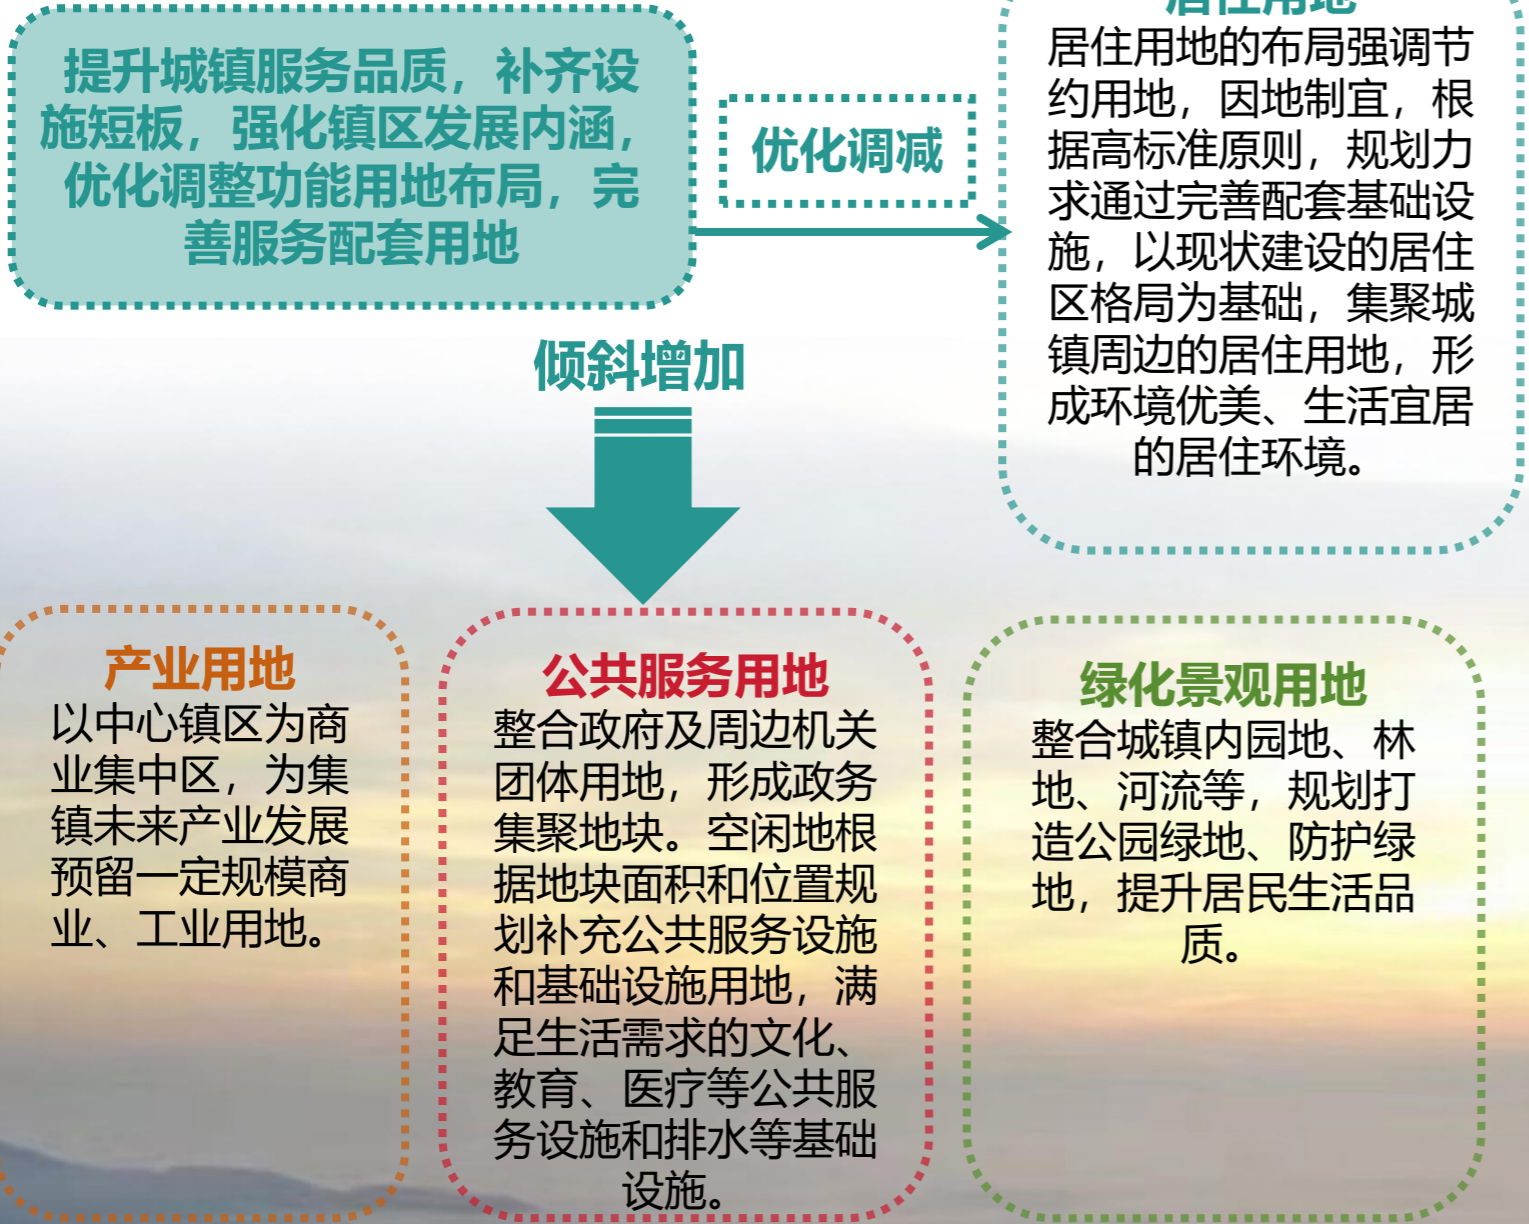 提升城镇服务品质，补齐设
施短板，强化镇区发展内涵，
优化调整功能用地布局，完
善服务配套用地
优化调减
居住用地
居住用地的布局强调节
约用地，因地制宜，根
据高标准原则，规划力
求通过完善配套基础设
施，以现状建设的居住
区格局为基础，集聚城
镇周边的居住用地，形
成环境优美、生活宜居
的居住环境。
倾斜增加
产业用地
以中心镇区为商
业集中区，为集
镇未来产业发展
预留一定规模商
业、工业用地。
公共服务用地
整合政府及周边机关
团体用地，形成政务
集聚地块。空闲地根
据地块面积和位置规
划补充公共服务设施
和基础设施用地，满
足生活需求的文化、
教育、医疗等公共服
务设施和排水等基础
设施。
绿化景观用地
整合城镇内园地、林
地、河流等，规划打
造公园绿地、防护绿
地，提升居民生活品
质。